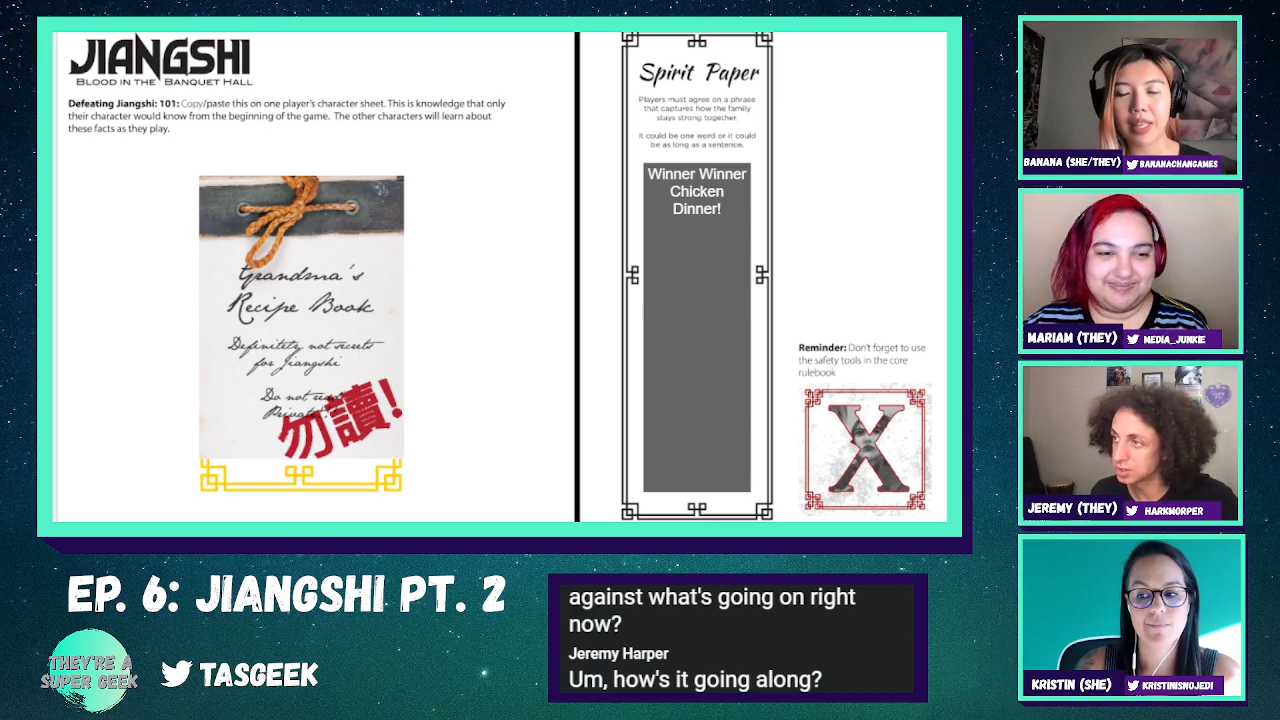 JIANGSHI
BLOOD IN THE BANQUET HALL
Defeating Jiangshi: 101: Copy/paste this on one player's character sheet. This is knowledge that only
their character would know from the beginning of the game. The other characters will learn about
these facts as they play.
Grandma's
Recipe Book
Definitely not secrets
for Jiangshi
Do not read
Private!
勿讀!
Spirit Paper
Players must agree on a phrase
that captures how the family
stays strong together.
It could be one word or it could
be as long as a sentence.
Winner Winner
Chicken
Dinner!
Reminder: Don't forget to use
the safety tools in the core
rulebook
X
BANANA (SHE/THEY) BANANACHANGAMES
MARIAM (THEY) MEDIA_JUNKIE
JEREMY (THEY) HARKMORPER
KRISTIN (SHE) KRISTINISNOJEDI
EP. 6: JIANGSHI PT. 2
THEY'RE A
SUPER GEEK
TASGEEK
against what's going on right
now?
Jeremy Harper
Um, how's it going along?